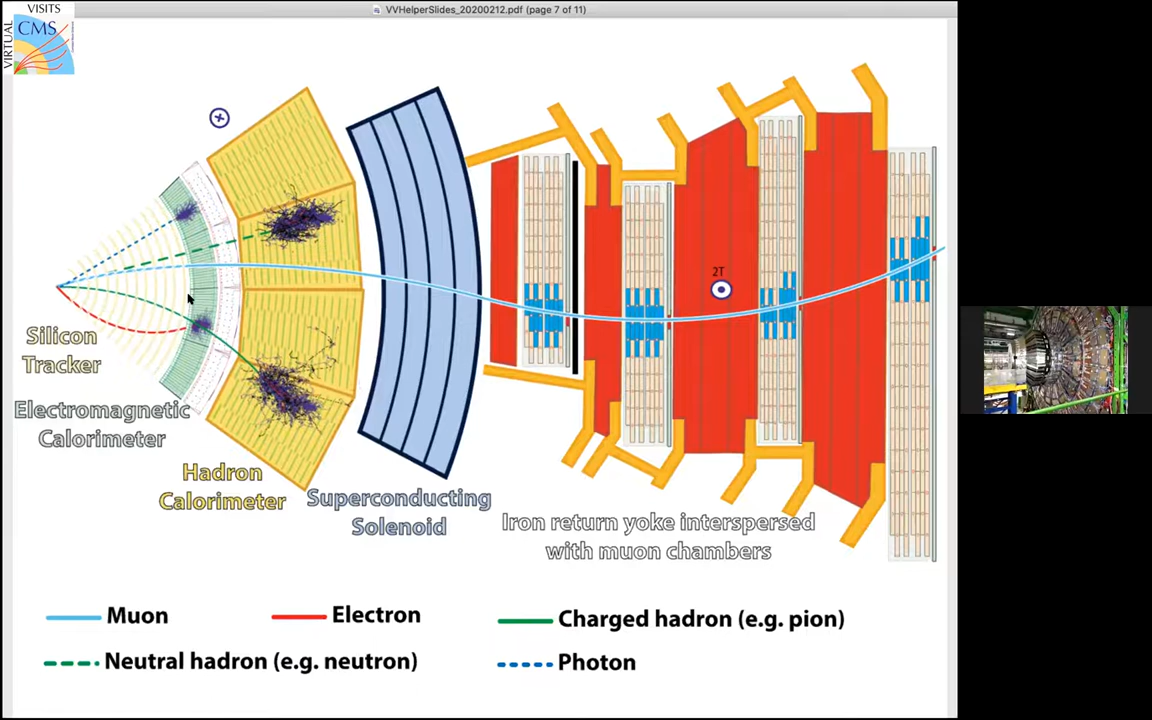 VVHelperSlides_20200212.pdf (page 7 of 11)
VISITS
VIRTUAL
CMS
2T
Silicon
Tracker
Electromagnetic
Calorimeter
Hadron
Calorimeter
Superconducting
Solenoid
Iron return yoke interspersed
with muon chambers
Muon
Electron
Charged hadron (e.g. pion)
Neutral hadron (e.g. neutron)
Photon